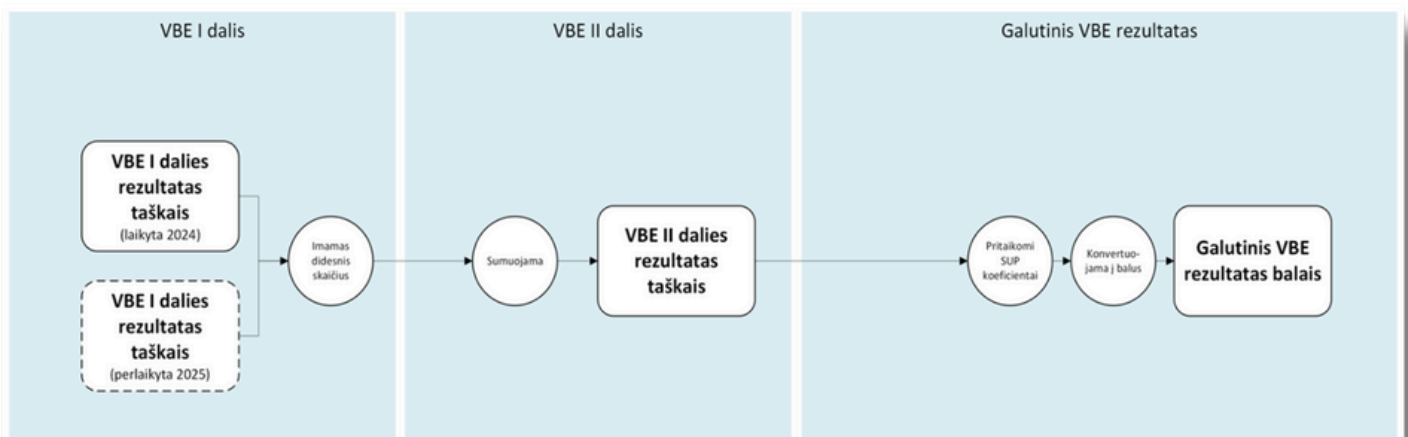 VBE I dalis
VBE I dalies
rezultatas
taškais
(laikyta 2024)
VBE I dalies
rezultatas
taškais
(perlaikyta 2025)
Imamas
didesnis
skaičius
VBE II dalis
Sumuojama
VBE II dalies
rezultatas
taškais
Galutinis VBE rezultatas
Pritaikomi
SUP
koeficientai
Konvertuo-
jama į balus
Galutinis VBE
rezultatas balais